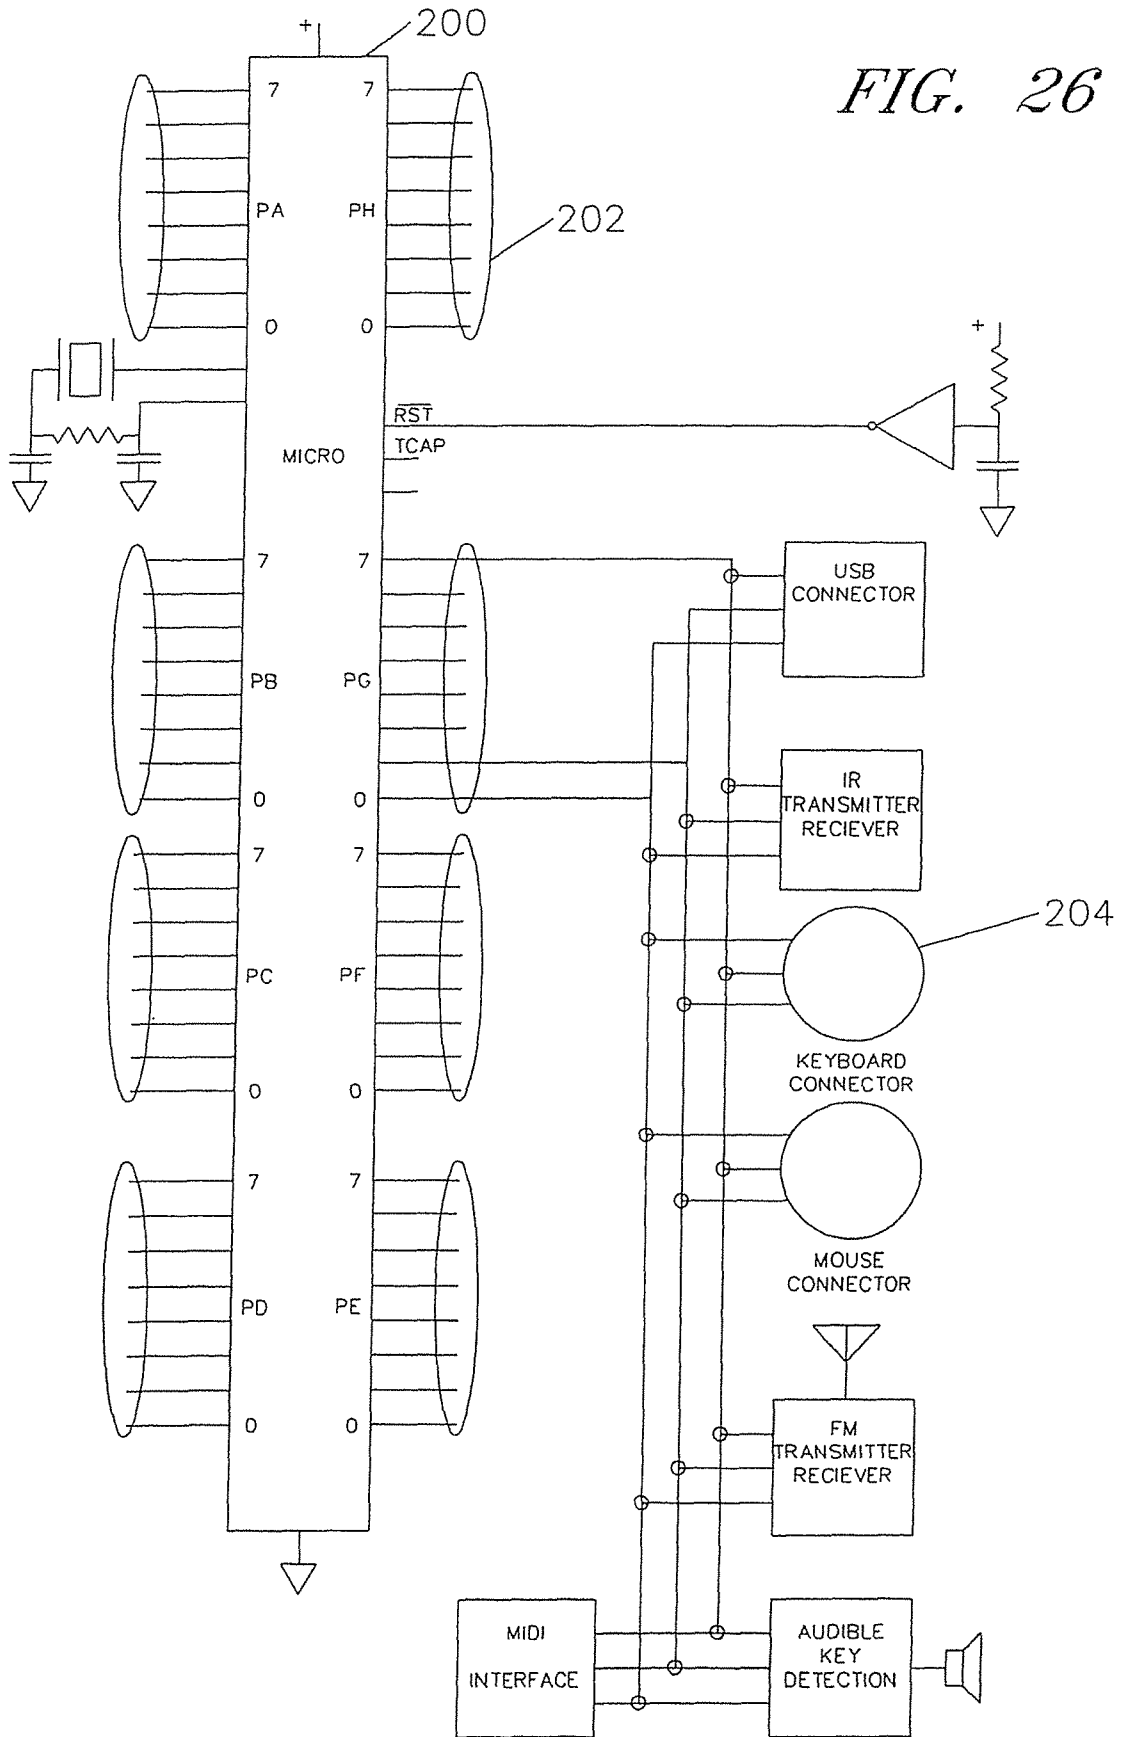 +
200
FIG. 26
7 7
PA PH
202
0 0
+
RST
TCAP
MICRO
7 7
USB
CONNECTOR
PB PG
0 0
IR
TRANSMITTER
RECIEVER
7 7
204
PC PF
KEYBOARD
CONNECTOR
0 0
7 7
MOUSE
CONNECTOR
PD PE
0 0
FM
TRANSMITTER
RECIEVER
MIDI
INTERFACE
AUDIBLE
KEY
DETECTION